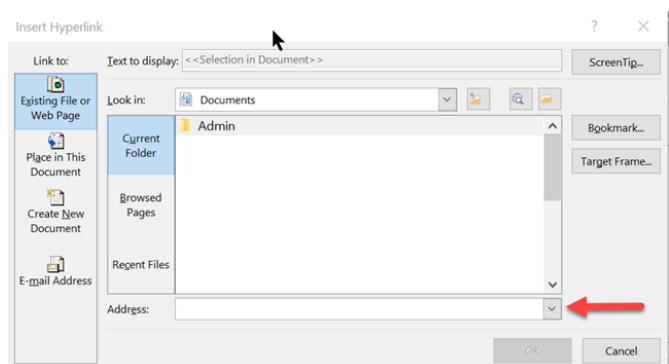 Insert Hyperlink
?
Link to:
Text to display: <<Selection in Document>>
ScreenTip...
Existing File or
Web Page
Look in:
Documents
Current
Folder
Admin
Bookmark...
Place in This
Document
Target Frame...
Browsed
Pages
Create New
Document
Recent Files
E-mail Address
Address:
OK
Cancel